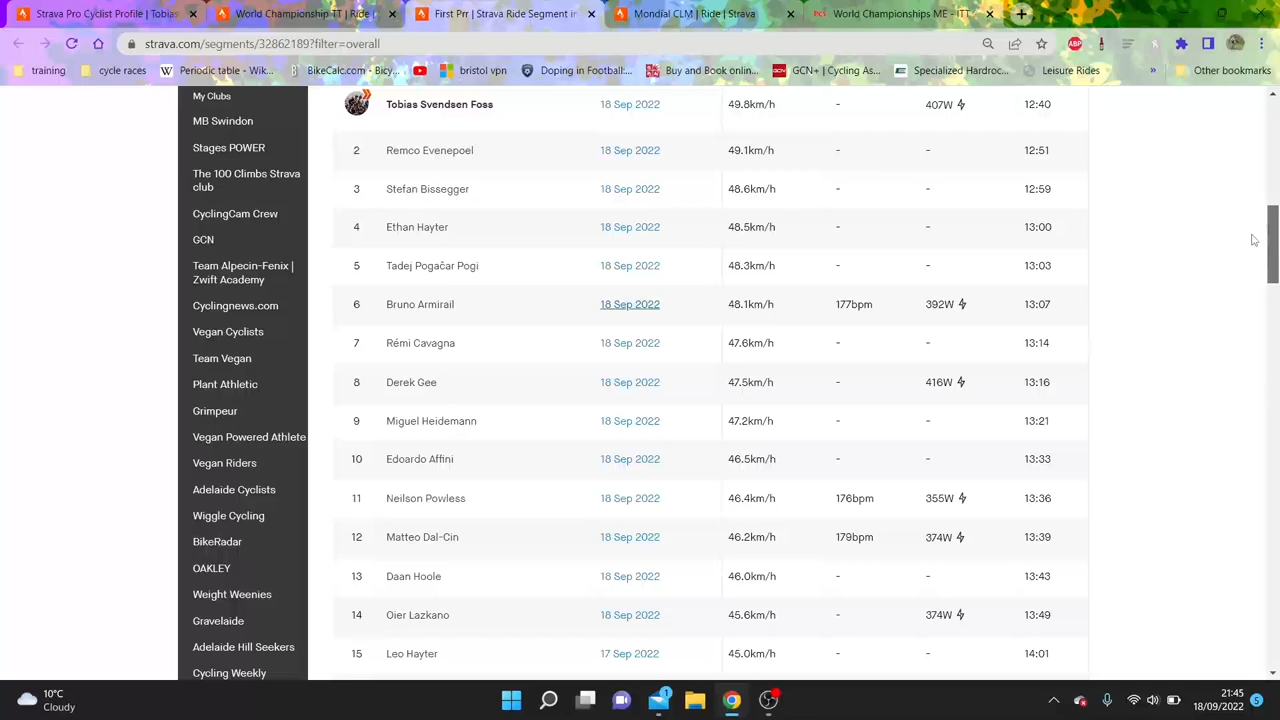 Pro Cyclist Profile | Tobias
World Championship TT | Ride
First Prr | Strava Ride Segment in
Mondial CLM | Ride | Strava
PCS World Championships ME - ITT
strava.com/segments/32862189?filter=overall
ABP
training cycle races Periodic table - Wik... BikeCalc.com - Bicy... bristol vpn Doping in Football:... Buy and Book onlin... GCN+ | Cycling As... Specialized Hardroc... Leisure Rides » Other bookmarks
My Clubs
MB Swindon
Stages POWER
The 100 Climbs Strava
club
CyclingCam Crew
GCN
Team Alpecin-Fenix |
Zwift Academy
Cyclingnews.com
Vegan Cyclists
Team Vegan
Plant Athletic
Grimpeur
Vegan Powered Athlete
Vegan Riders
Adelaide Cyclists
Wiggle Cycling
BikeRadar
OAKLEY
Weight Weenies
Gravelaide
Adelaide Hill Seekers
Cycling Weekly
Tobias Svendsen Foss 18 Sep 2022 49.8km/h - 407W 12:40
2 Remco Evenepoel 18 Sep 2022 49.1km/h - - 12:51
3 Stefan Bissegger 18 Sep 2022 48.6km/h - - 12:59
4 Ethan Hayter 18 Sep 2022 48.5km/h - - 13:00
5 Tadej Pogačar Pogi 18 Sep 2022 48.3km/h - - 13:03
6 Bruno Armirail 18 Sep 2022 48.1km/h 177bpm 392W 13:07
7 Rémi Cavagna 18 Sep 2022 47.6km/h - - 13:14
8 Derek Gee 18 Sep 2022 47.5km/h - 416W 13:16
9 Miguel Heidemann 18 Sep 2022 47.2km/h - - 13:21
10 Edoardo Affini 18 Sep 2022 46.5km/h - - 13:33
11 Neilson Powless 18 Sep 2022 46.4km/h 176bpm 355W 13:36
12 Matteo Dal-Cin 18 Sep 2022 46.2km/h 179bpm 374W 13:39
13 Daan Hoole 18 Sep 2022 46.0km/h - - 13:43
14 Oier Lazkano 18 Sep 2022 45.6km/h - 374W 13:49
15 Leo Hayter 17 Sep 2022 45.0km/h - - 14:01
10°C
Cloudy
1
21:45
18/09/2022
5